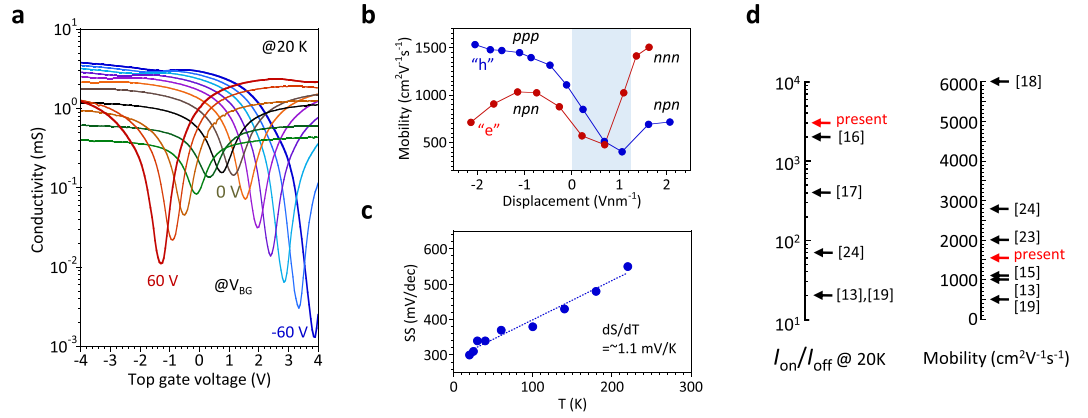 a
@20 K
Conductivity (mS)
10¹
10⁰
10⁻¹
10⁻²
10⁻³
0 V
60 V
@V_BG
-60 V
-4 -3 -2 -1 0 1 2 3 4
Top gate voltage (V)
b
Mobility (cm²V⁻¹s⁻¹)
1500
1000
500
ppp
"h"
npn
"e"
nnn
npn
-2 -1 0 1 2
Displacement (Vnm⁻¹)
c
SS (mV/dec)
600
500
400
300
dS/dT
=~1.1 mV/K
0 100 200 300
T (K)
d
10⁴
10³
10²
10¹
present
[16]
[17]
[24]
[13],[19]
I_on/I_off @ 20K
6000
5000
4000
3000
2000
1000
0
[18]
[24]
[23]
present
[15]
[13]
[19]
Mobility (cm²V⁻¹s⁻¹)